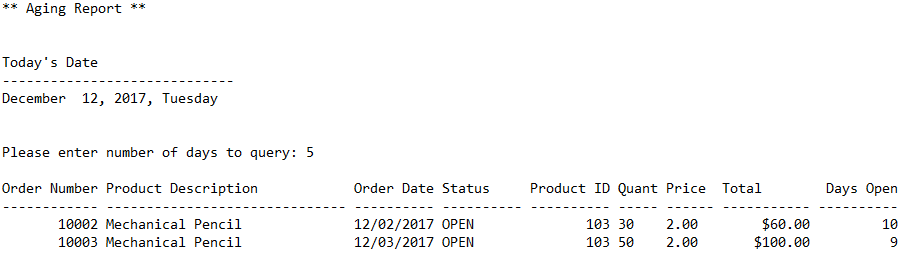 ** Aging Report **
Today's Date
-----------------------------
December  12, 2017, Tuesday
Please enter number of days to query: 5
Order Number Product Description            Order Date Status     Product ID Quant Price  Total        Days Open
------------ ------------------------------ ---------- ---------- ---------- ----- ------ ----------- ----------
       10002 Mechanical Pencil              12/02/2017 OPEN              103 30    2.00        $60.00         10
       10003 Mechanical Pencil              12/03/2017 OPEN              103 50    2.00       $100.00          9